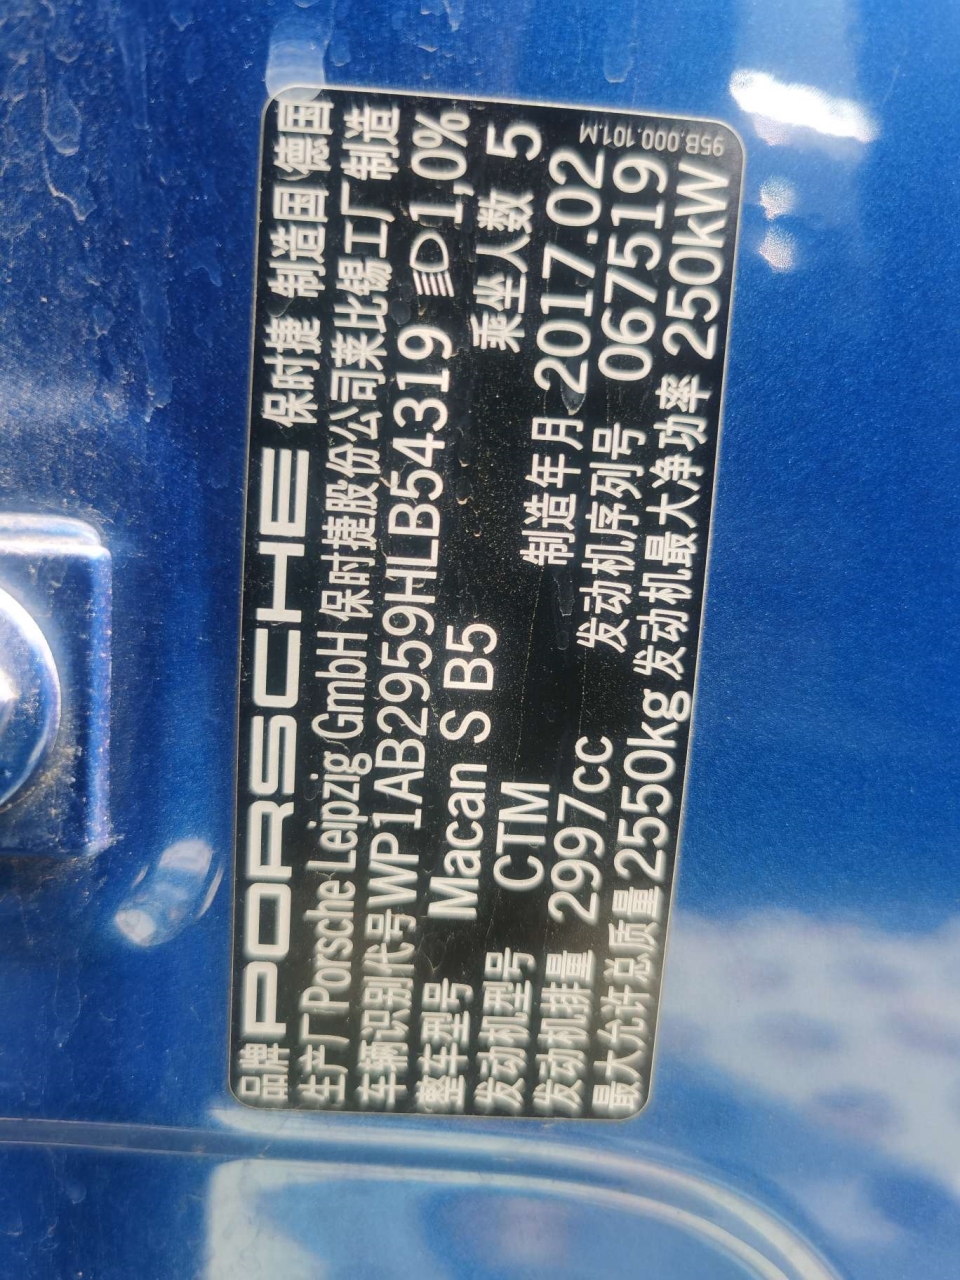 品牌 PORSCHE 保时捷 制造国 德国
生产厂 Porsche Leipzig GmbH 保时捷股份公司莱比锡工厂制造
车辆识别代号 WP1AB2959HLB54319 1,0%
整车型号 Macan S B5 乘坐人数 5
发动机型号 CTM 制造年月 2017.02
发动机排量 2997cc 发动机序列号 067519
最大允许总质量 2550kg 发动机最大净功率 250kW
95B.000.101.M